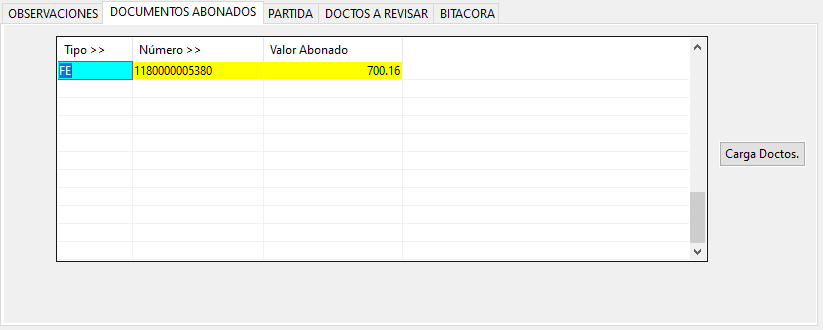 OBSERVACIONES DOCUMENTOS ABONADOS PARTIDA DOCTOS A REVISAR BITACORA
Tipo >> Número >> Valor Abonado
FE 1180000005380 700.16
Carga Doctos.